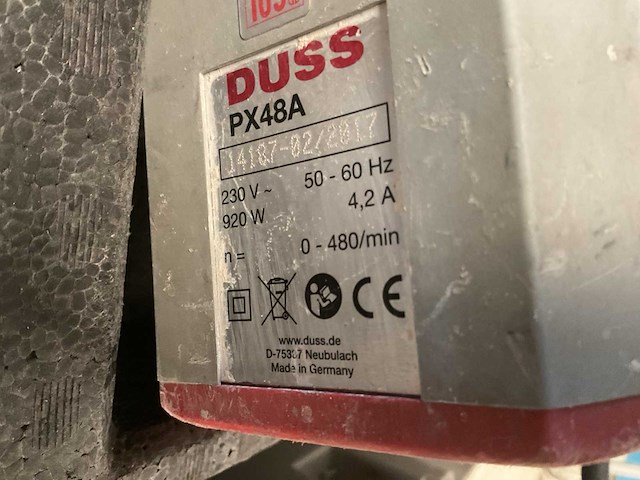 DUSS
PX48A
14187-02/2017
230 V ~ 50 - 60 Hz
920 W 4,2 A
n = 0 - 480/min
CE
www.duss.de
D-75387 Neubulach
Made in Germany